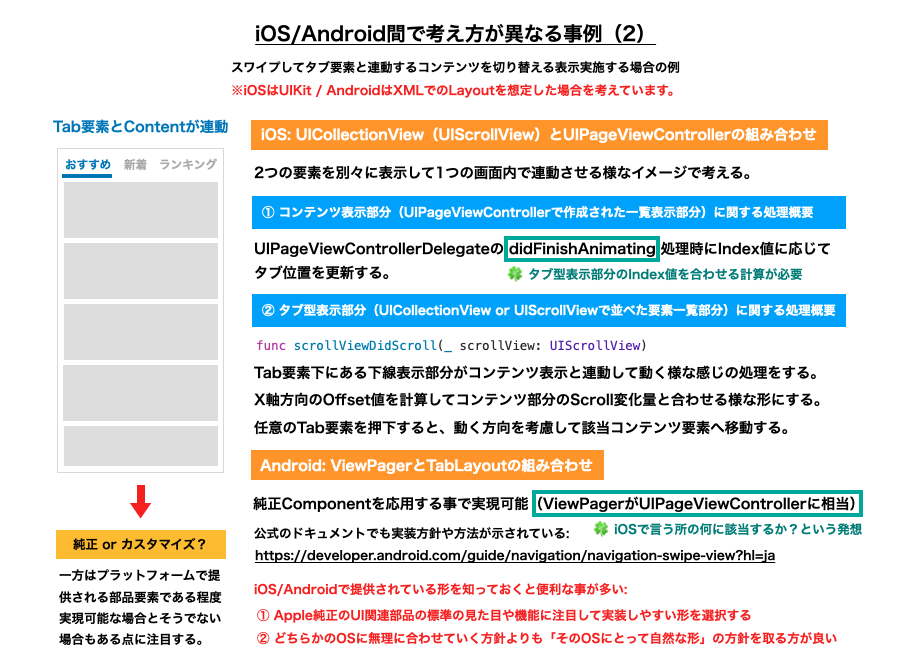 iOS/Android間で考え方が異なる事例（2）
スワイプしてタブ要素と連動するコンテンツを切り替える表示実施する場合の例
※iOSはUIKit / AndroidはXMLでのLayoutを想定した場合を考えています。
Tab要素とContentが連動
おすすめ 新着 ランキング
純正 or カスタマイズ？
一方はプラットフォームで提
供される部品要素である程度
実現可能な場合とそうでない
場合もある点に注目する。
iOS: UICollectionView（UIScrollView）とUIPageViewControllerの組み合わせ
2つの要素を別々に表示して1つの画面内で連動させる様なイメージで考える。
① コンテンツ表示部分（UIPageViewControllerで作成された一覧表示部分）に関する処理概要
UIPageViewControllerDelegateの didFinishAnimating 処理時にIndex値に応じて
タブ位置を更新する。
🍀 タブ型表示部分のIndex値を合わせる計算が必要
② タブ型表示部分（UICollectionView or UIScrollViewで並べた要素一覧部分）に関する処理概要
func scrollViewDidScroll(_ scrollView: UIScrollView)
Tab要素下にある下線表示部分がコンテンツ表示と連動して動く様な感じの処理をする。
X軸方向のOffset値を計算してコンテンツ部分のScroll変化量と合わせる様な形にする。
任意のTab要素を押下すると、動く方向を考慮して該当コンテンツ要素へ移動する。
Android: ViewPagerとTabLayoutの組み合わせ
純正Componentを応用する事で実現可能（ViewPagerがUIPageViewControllerに相当）
公式のドキュメントでも実装方針や方法が示されている:
🍀 iOSで言う所の何に該当するか？という発想
https://developer.android.com/guide/navigation/navigation-swipe-view?hl=ja
iOS/Androidで提供されている形を知っておくと便利な事が多い:
① Apple純正のUI関連部品の標準の見た目や機能に注目して実装しやすい形を選択する
② どちらかのOSに無理に合わせていく方針よりも「そのOSにとって自然な形」の方針を取る方が良い